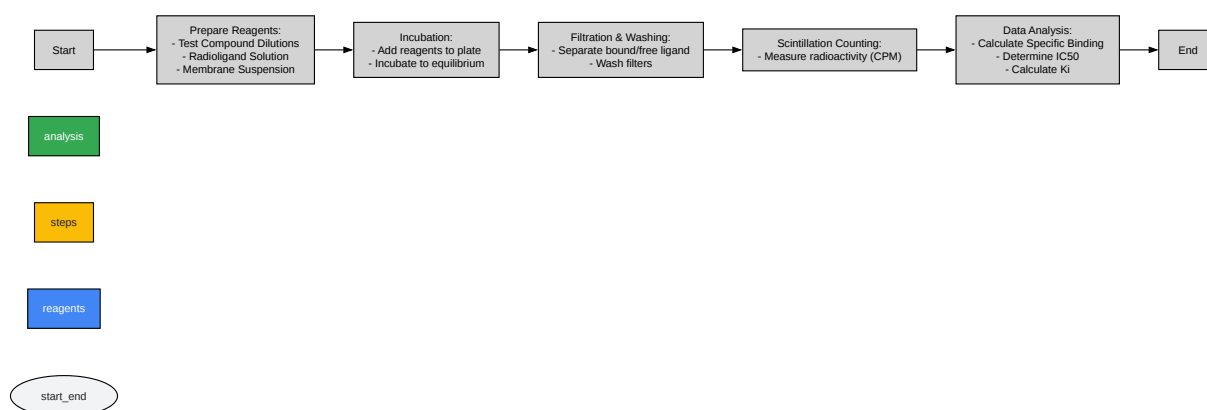 Start
Prepare Reagents:
- Test Compound Dilutions
- Radioligand Solution
- Membrane Suspension
Incubation:
- Add reagents to plate
- Incubate to equilibrium
Filtration & Washing:
- Separate bound/free ligand
- Wash filters
Scintillation Counting:
- Measure radioactivity (CPM)
Data Analysis:
- Calculate Specific Binding
- Determine IC50
- Calculate Ki
End
analysis
steps
reagents
start_end